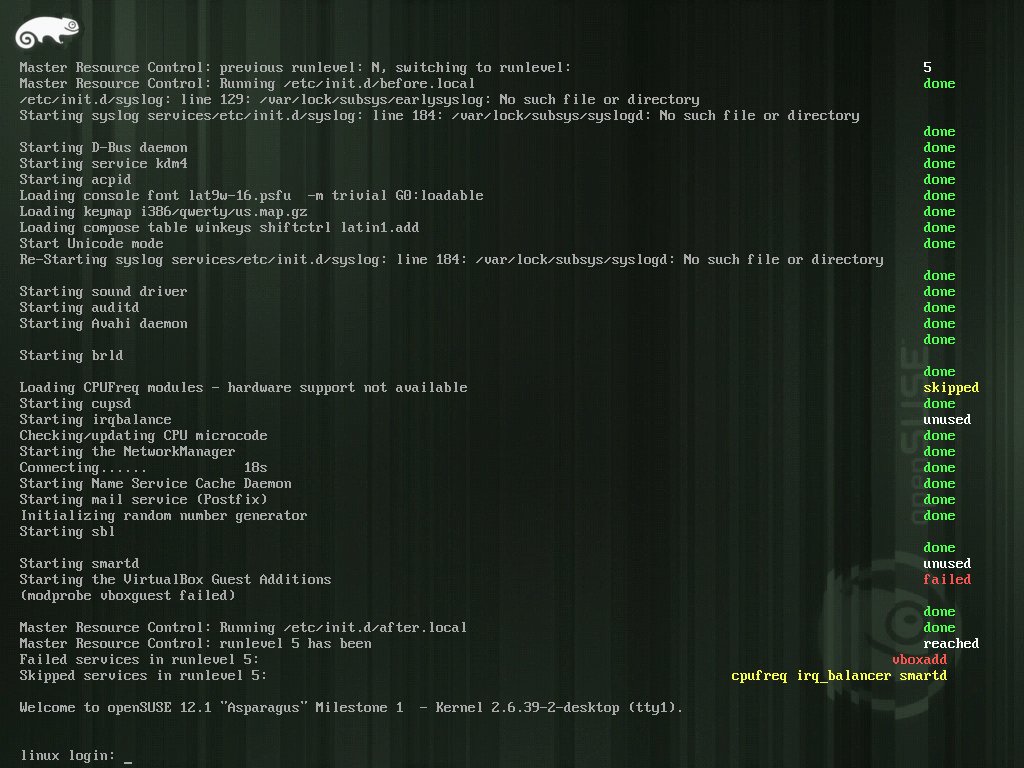 Master Resource Control: previous runlevel: N, switching to runlevel: 5
Master Resource Control: Running /etc/init.d/before.local done
/etc/init.d/syslog: line 129: /var/lock/subsys/earlysyslog: No such file or directory
Starting syslog services/etc/init.d/syslog: line 184: /var/lock/subsys/syslogd: No such file or directory
done
Starting D-Bus daemon done
Starting service kdm4 done
Starting acpid done
Loading console font lat9w-16.psfu  -m trivial G0:loadable done
Loading keymap i386/qwerty/us.map.gz done
Loading compose table winkeys shiftctrl latin1.add done
Start Unicode mode done
Re-Starting syslog services/etc/init.d/syslog: line 184: /var/lock/subsys/syslogd: No such file or directory
done
Starting sound driver done
Starting auditd done
Starting Avahi daemon done
done
Starting brld
done
Loading CPUFreq modules - hardware support not available skipped
Starting cupsd done
Starting irqbalance unused
Checking/updating CPU microcode done
Starting the NetworkManager done
Connecting...... 18s done
Starting Name Service Cache Daemon done
Starting mail service (Postfix) done
Initializing random number generator done
Starting sbl
done
Starting smartd unused
Starting the VirtualBox Guest Additions failed
(modprobe vboxguest failed)
done
Master Resource Control: Running /etc/init.d/after.local done
Master Resource Control: runlevel 5 has been reached
Failed services in runlevel 5: vboxadd
Skipped services in runlevel 5: cpufreq irq_balancer smartd
Welcome to openSUSE 12.1 "Asparagus" Milestone 1  - Kernel 2.6.39-2-desktop (tty1).
linux login: _
openSUSE